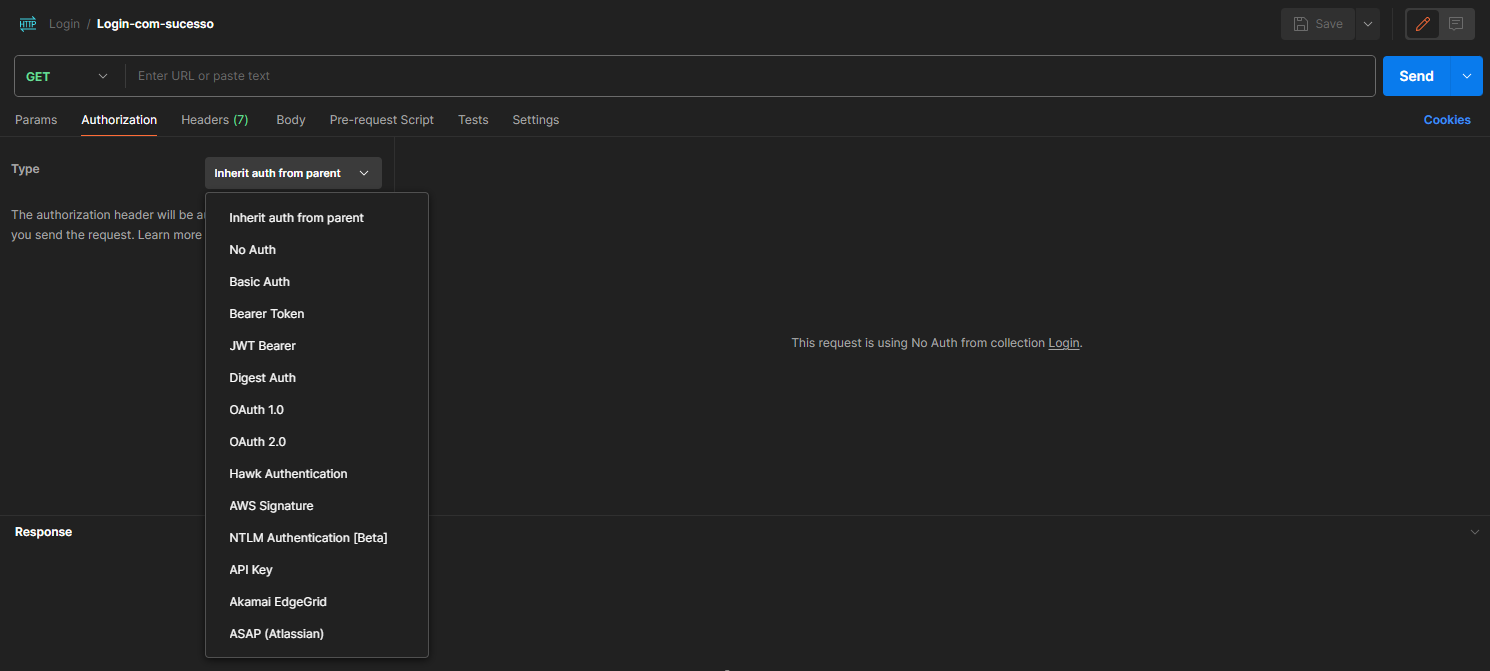 HTTP Login / Login-com-sucesso Save
GET Enter URL or paste text Send
Params Authorization Headers (7) Body Pre-request Script Tests Settings Cookies
Type Inherit auth from parent
The authorization header will be
you send the request. Learn more
Inherit auth from parent
No Auth
Basic Auth
Bearer Token
JWT Bearer
Digest Auth
OAuth 1.0
OAuth 2.0
Hawk Authentication
AWS Signature
NTLM Authentication [Beta]
API Key
Akamai EdgeGrid
ASAP (Atlassian)
This request is using No Auth from collection Login.
Response